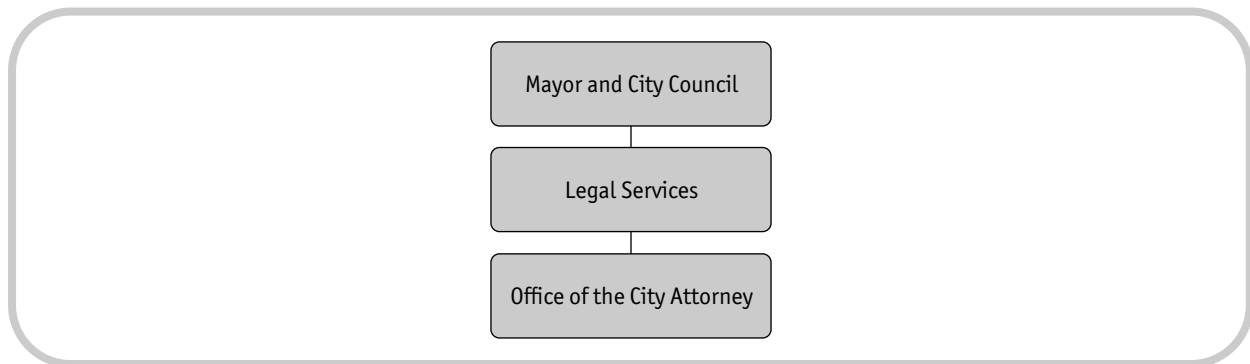 Mayor and City Council
Legal Services
Office of the City Attorney